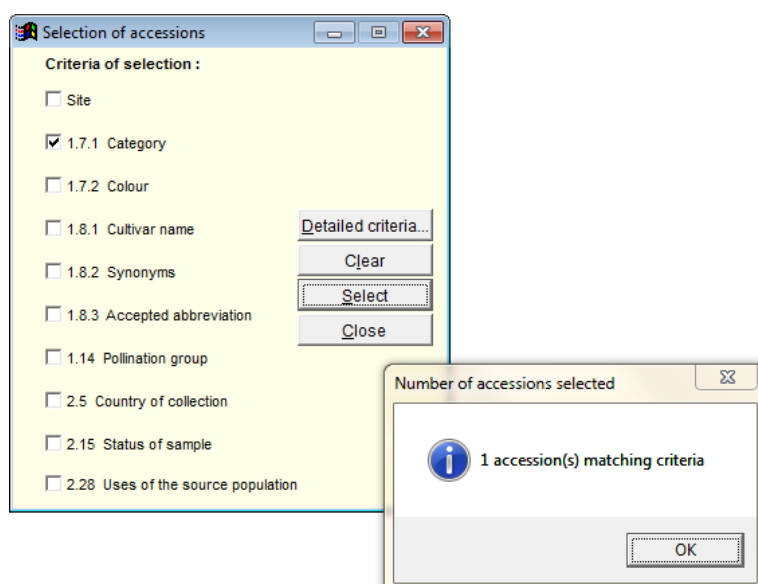 Selection of accessions
Criteria of selection :
Site
1.7.1 Category
1.7.2 Colour
1.8.1 Cultivar name
1.8.2 Synonyms
1.8.3 Accepted abbreviation
1.14 Pollination group
2.5 Country of collection
2.15 Status of sample
2.28 Uses of the source population
Detailed criteria...
Clear
Select
Close
Number of accessions selected
1 accession(s) matching criteria
OK